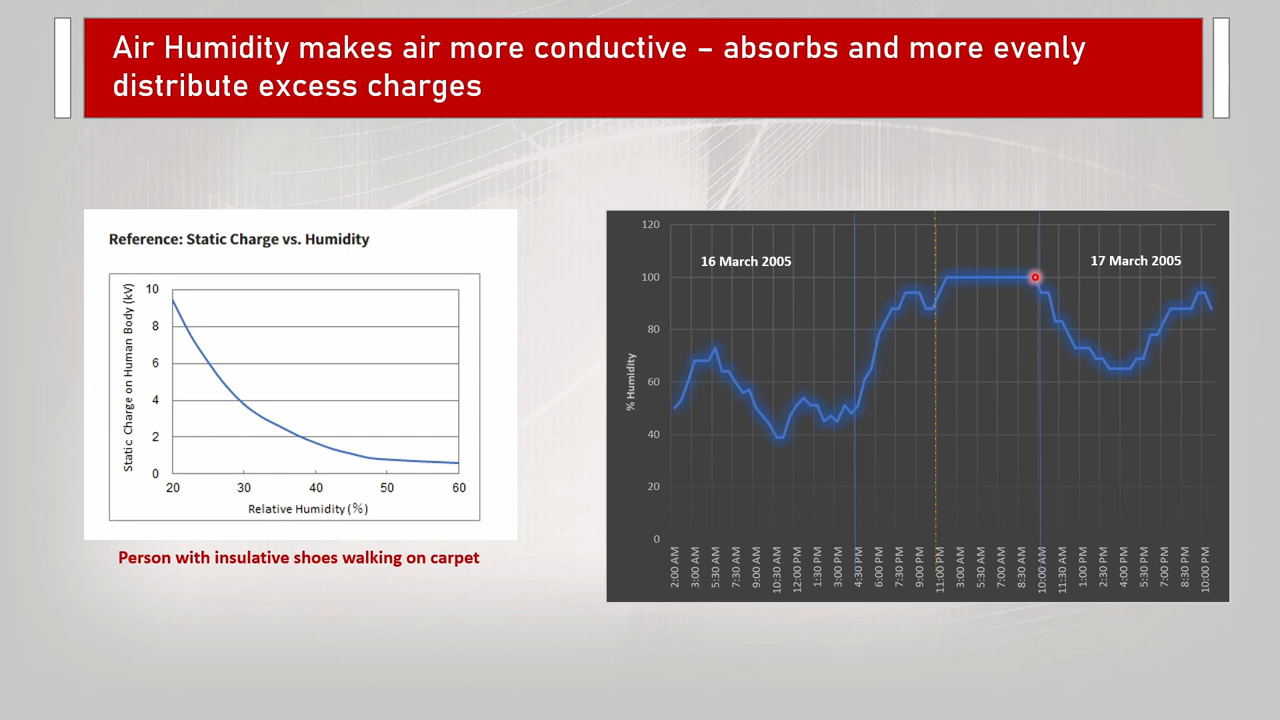 Air Humidity makes air more conductive – absorbs and more evenly
distribute excess charges
Reference: Static Charge vs. Humidity
Static Charge on Human Body (kV)
10
8
6
4
2
0
20 30 40 50 60
Relative Humidity (%)
Person with insulative shoes walking on carpet
16 March 2005
17 March 2005
% Humidity
120
100
80
60
40
20
0
2:00 AM
3:00 AM
5:30 AM
7:30 AM
9:00 AM
10:30 AM
12:00 PM
1:30 PM
3:00 PM
4:30 PM
6:00 PM
7:30 PM
9:00 PM
11:00 PM
3:00 AM
5:30 AM
7:00 AM
8:30 AM
10:00 AM
11:30 AM
1:00 PM
2:30 PM
4:00 PM
5:30 PM
7:00 PM
8:30 PM
10:00 PM